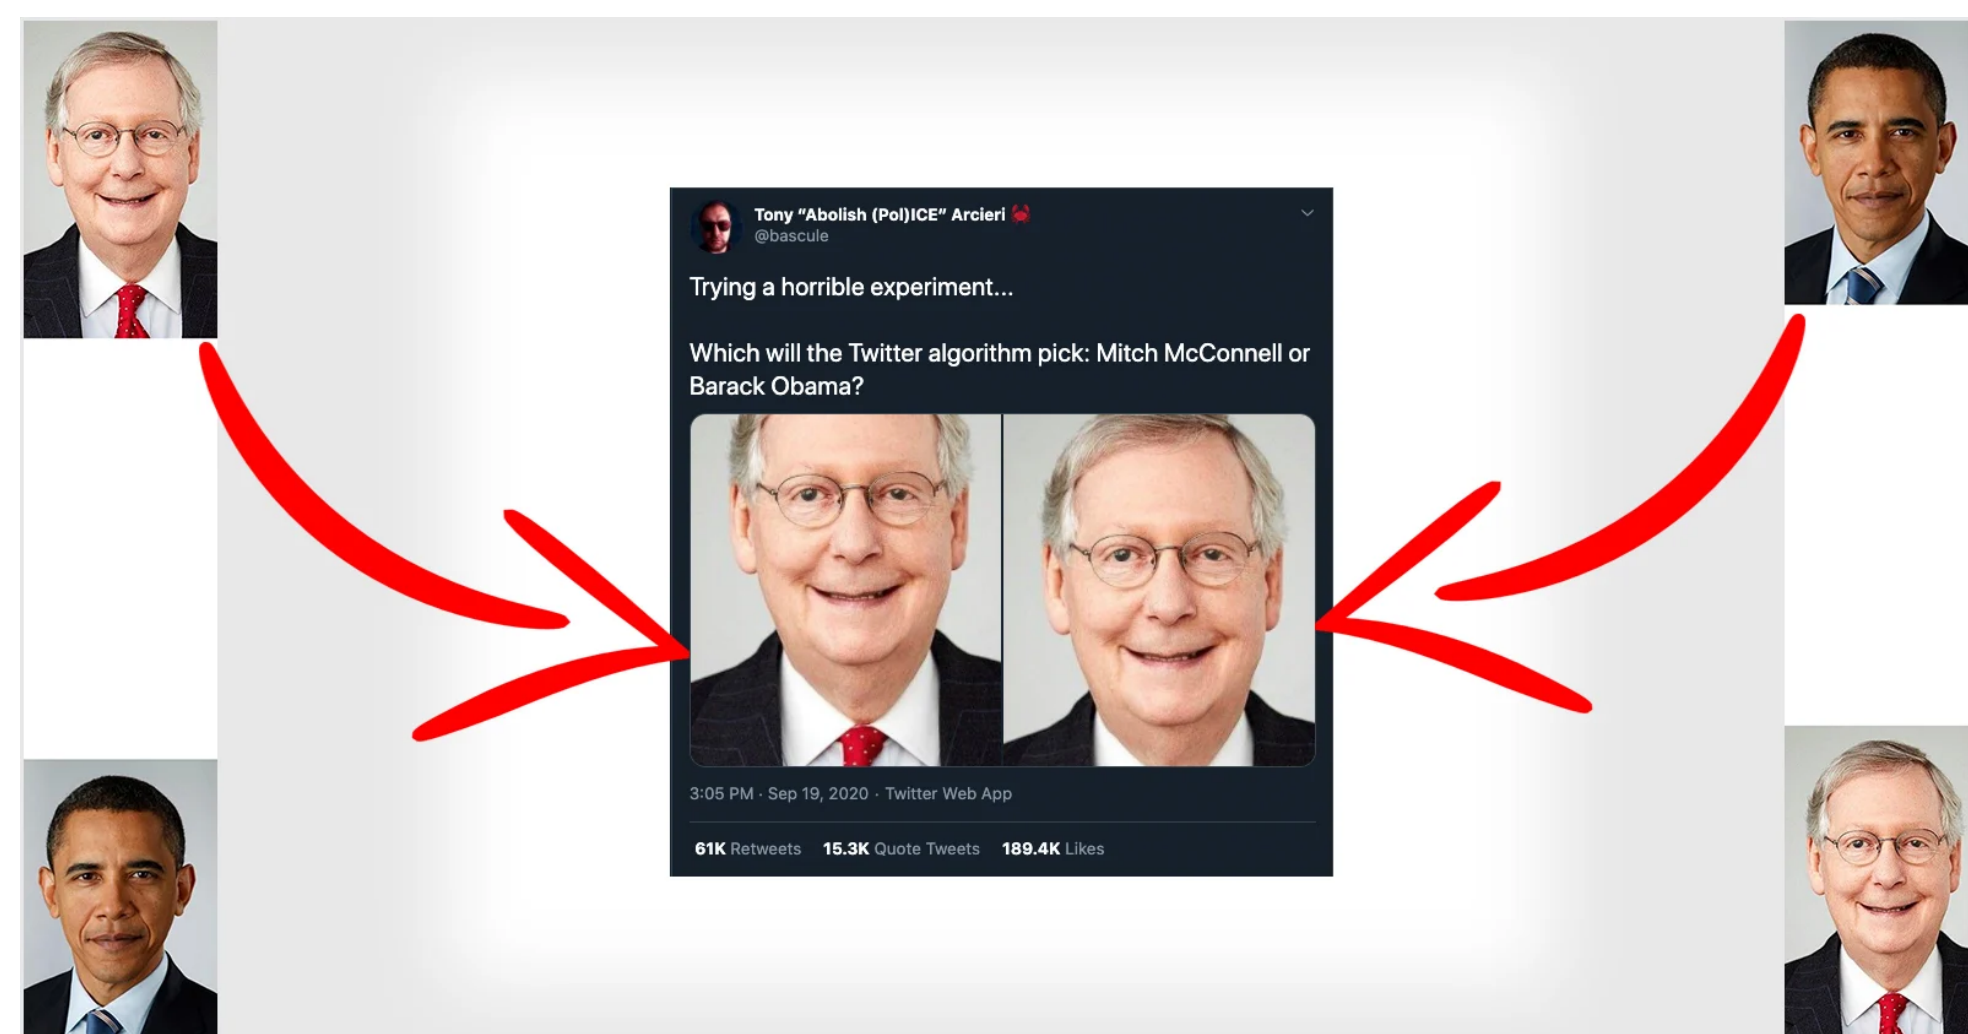 Tony “Abolish (Pol)ICE” Arcieri 🦀
@bascule
Trying a horrible experiment...
Which will the Twitter algorithm pick: Mitch McConnell or
Barack Obama?
3:05 PM · Sep 19, 2020 · Twitter Web App
61K Retweets 15.3K Quote Tweets 189.4K Likes